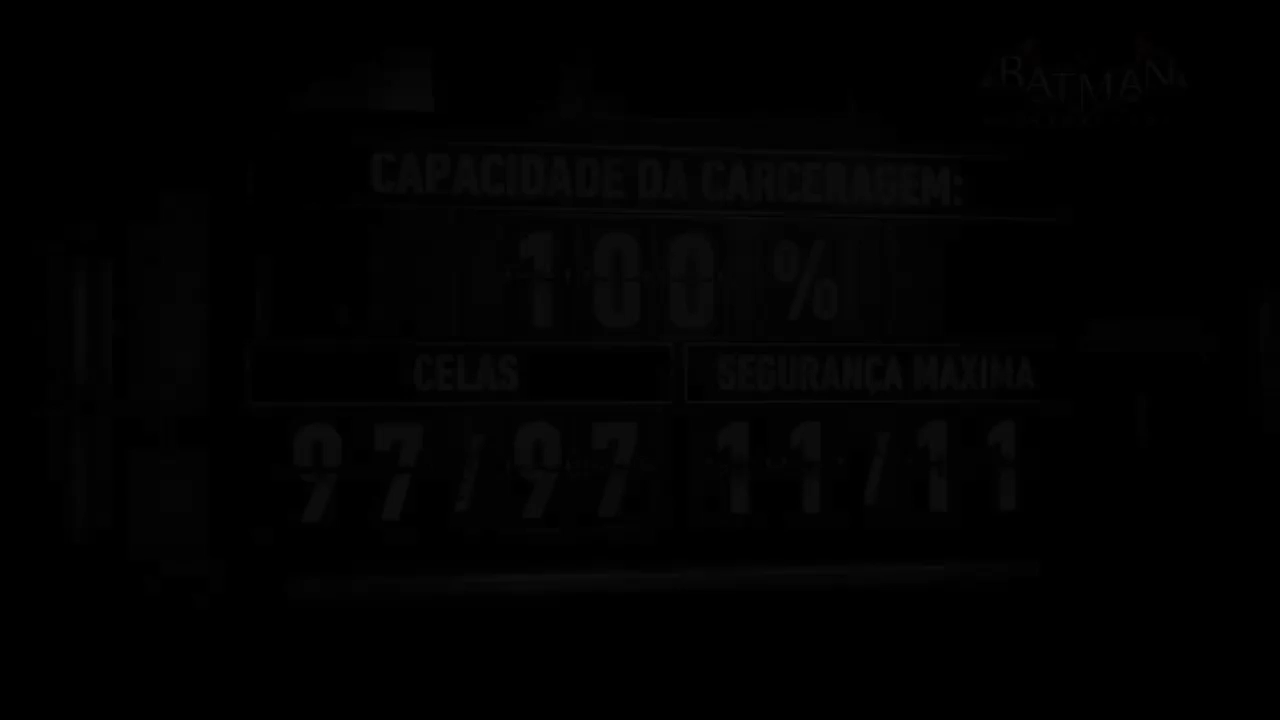 BATMAN
CAPACIDADE DA CARCERAGEM:
100 %
CELAS
SEGURANÇA MAXIMA
97/97
11/11